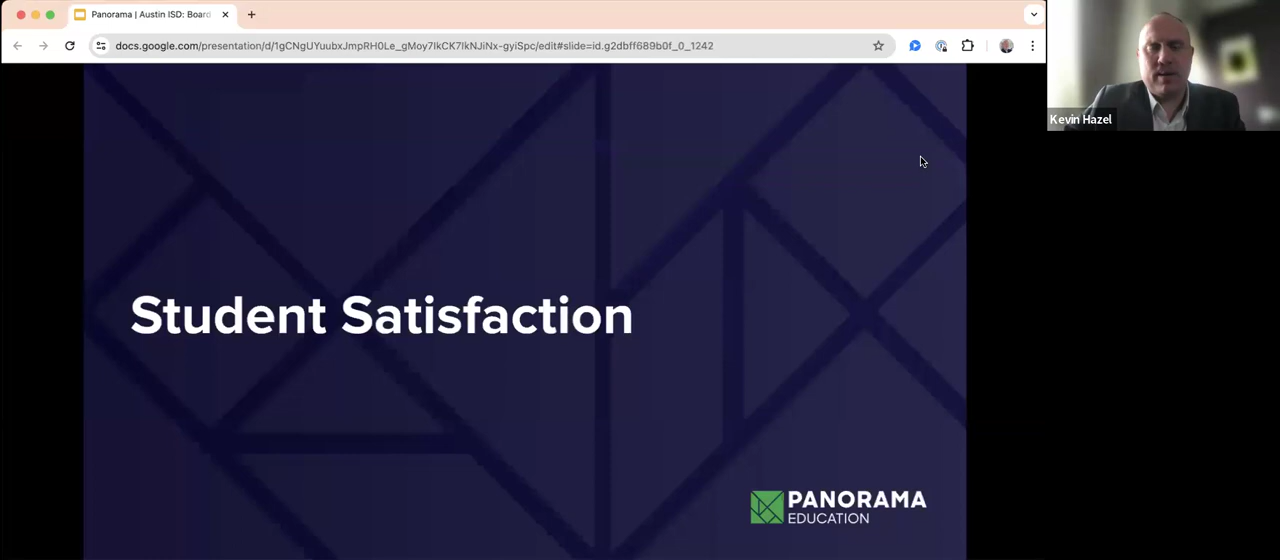 Panorama | Austin ISD: Board
docs.google.com/presentation/d/1gCNgUYuubxJmpRH0Le_gMoy7IkCK7lkNJiNx-gyiSpc/edit#slide=id.g2dbff689b0f_0_1242
Kevin Hazel
Student Satisfaction
PANORAMA
EDUCATION